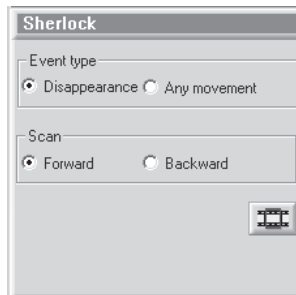 Sherlock
Event type
Disappearance Any movement
Scan
Forward Backward